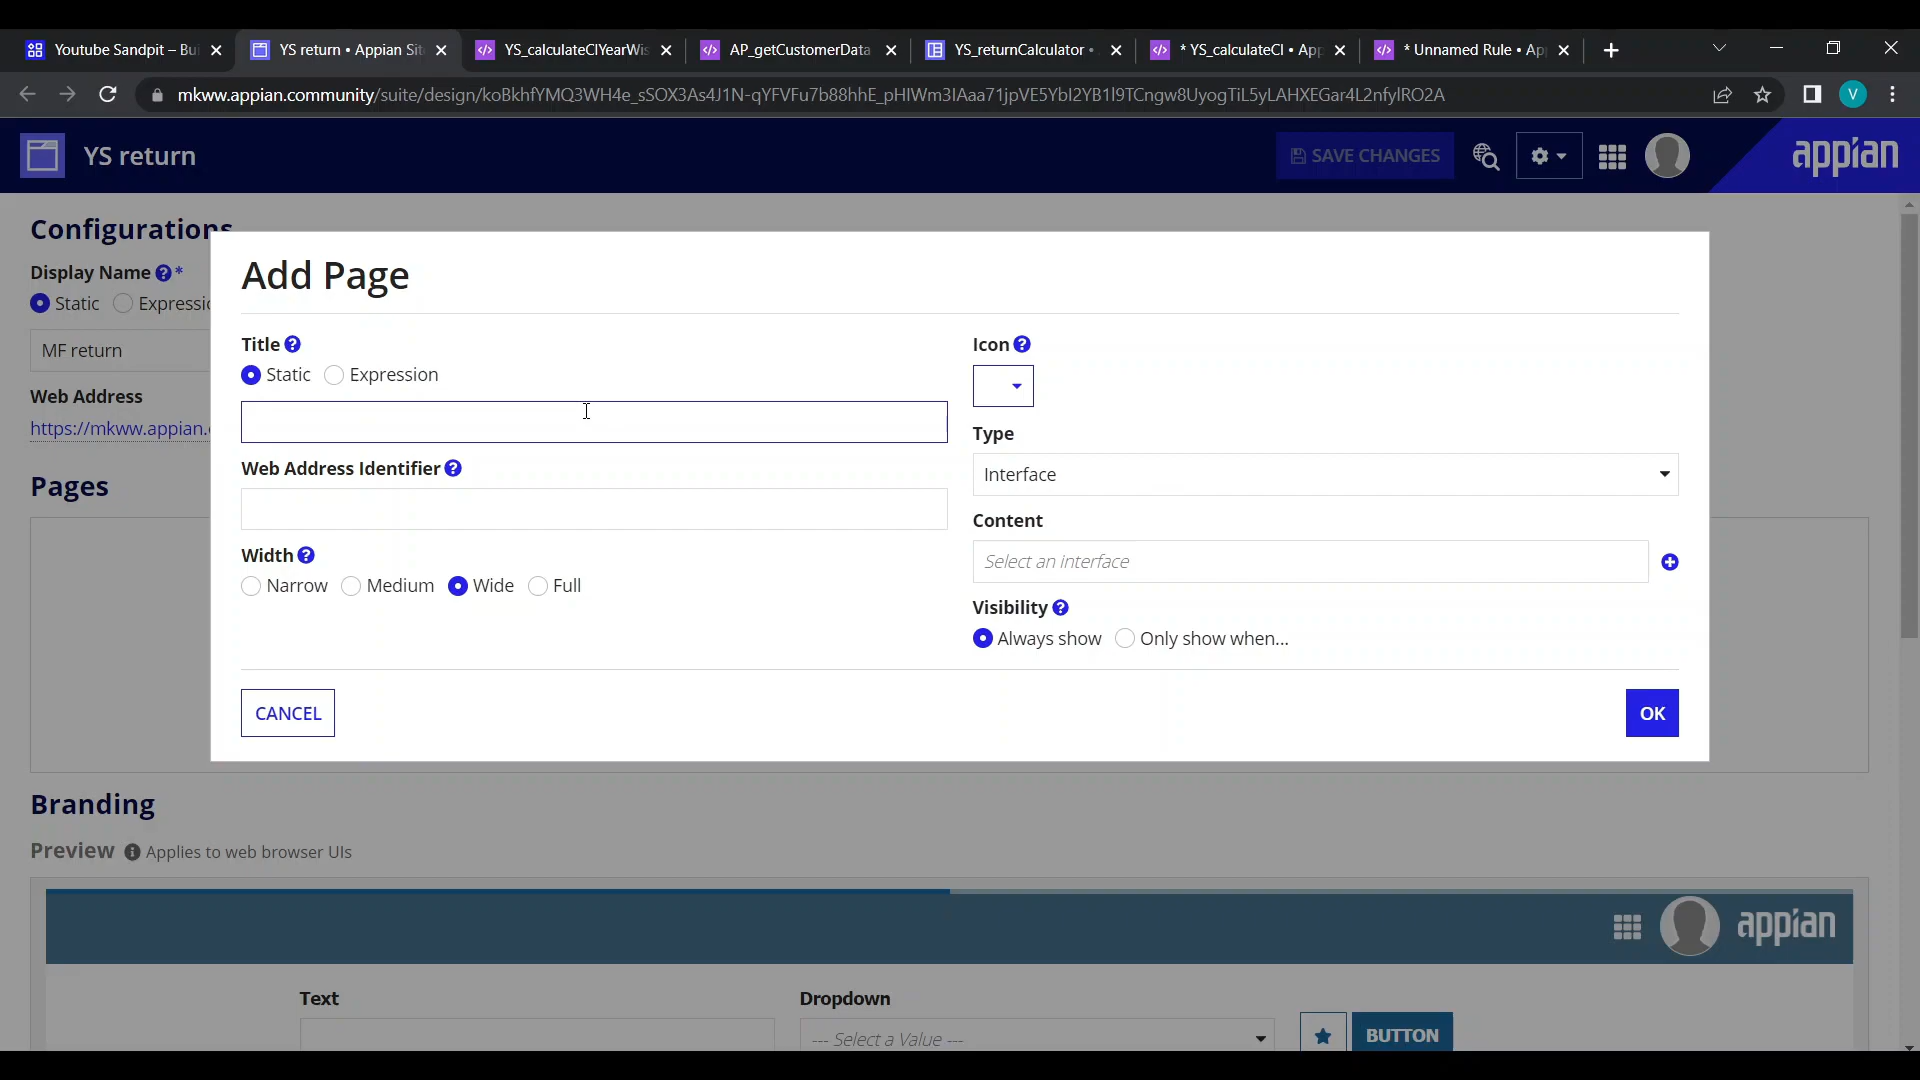 Youtube Sandpit – Bui
YS return • Appian Sit
YS_calculateCIYearWis
AP_getCustomerData
YS_returnCalculator •
* YS_calculateCI • App
* Unnamed Rule • Ap
mkww.appian.community/suite/design/koBkhfYMQ3WH4e_sSOX3As4J1N-qYFVFu7b88hhE_pHIWm3IAaa71jpVE5YbI2YB1I9TCngw8UyogTiL5yLAHXEGar4L2nfylRO2A
V
YS return
SAVE CHANGES
appian
Configurations
Display Name ? *
Static Expressio
MF return
Web Address
https://mkww.appian.
Pages
Add Page
Title ?
Static Expression
Web Address Identifier ?
Width ?
Narrow Medium Wide Full
Icon ?
Type
Interface
Content
Select an interface
Visibility ?
Always show Only show when...
CANCEL
OK
Branding
Preview Applies to web browser UIs
appian
Text
Dropdown
--- Select a Value ---
BUTTON